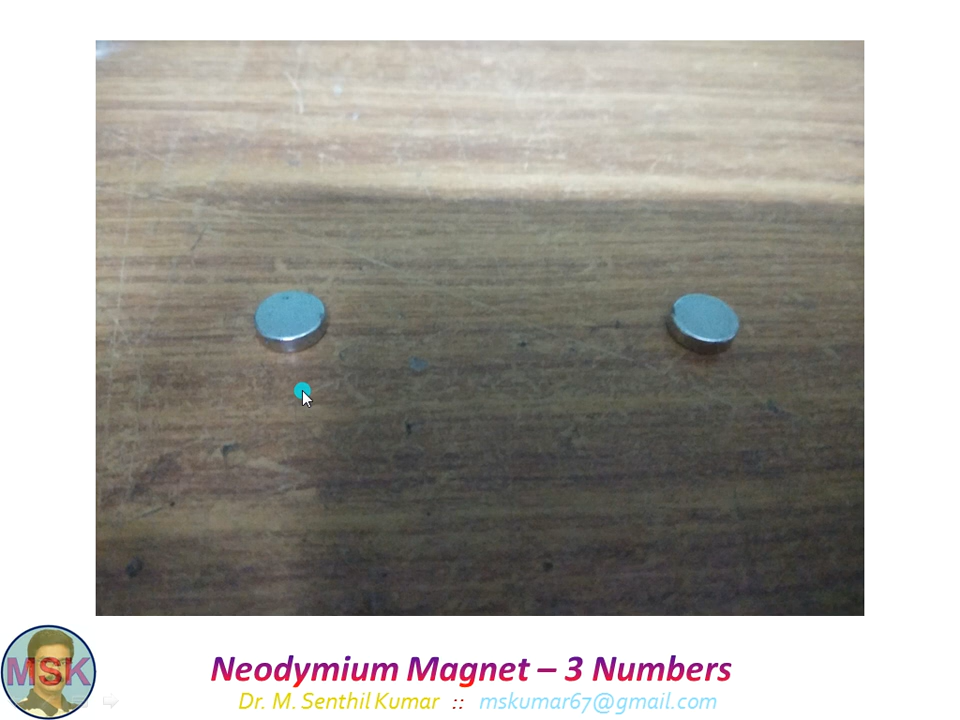 MSK
Neodymium Magnet – 3 Numbers
Dr. M. Senthil Kumar :: mskumar67@gmail.com